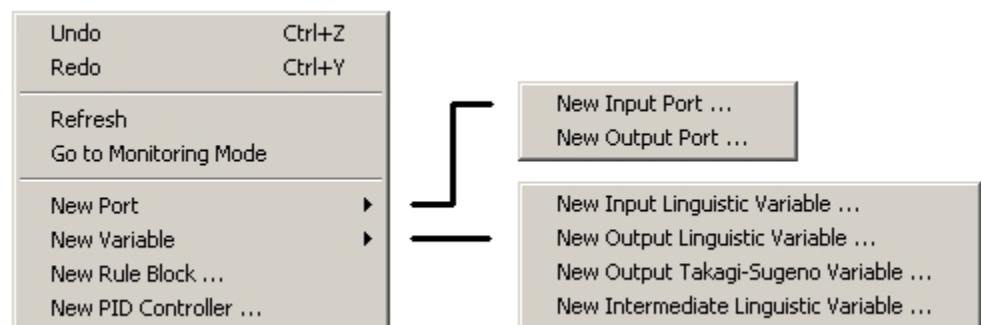 Undo Ctrl+Z
Redo Ctrl+Y
Refresh
Go to Monitoring Mode
New Port
New Variable
New Rule Block ...
New PID Controller ...
New Input Port ...
New Output Port ...
New Input Linguistic Variable ...
New Output Linguistic Variable ...
New Output Takagi-Sugeno Variable ...
New Intermediate Linguistic Variable ...